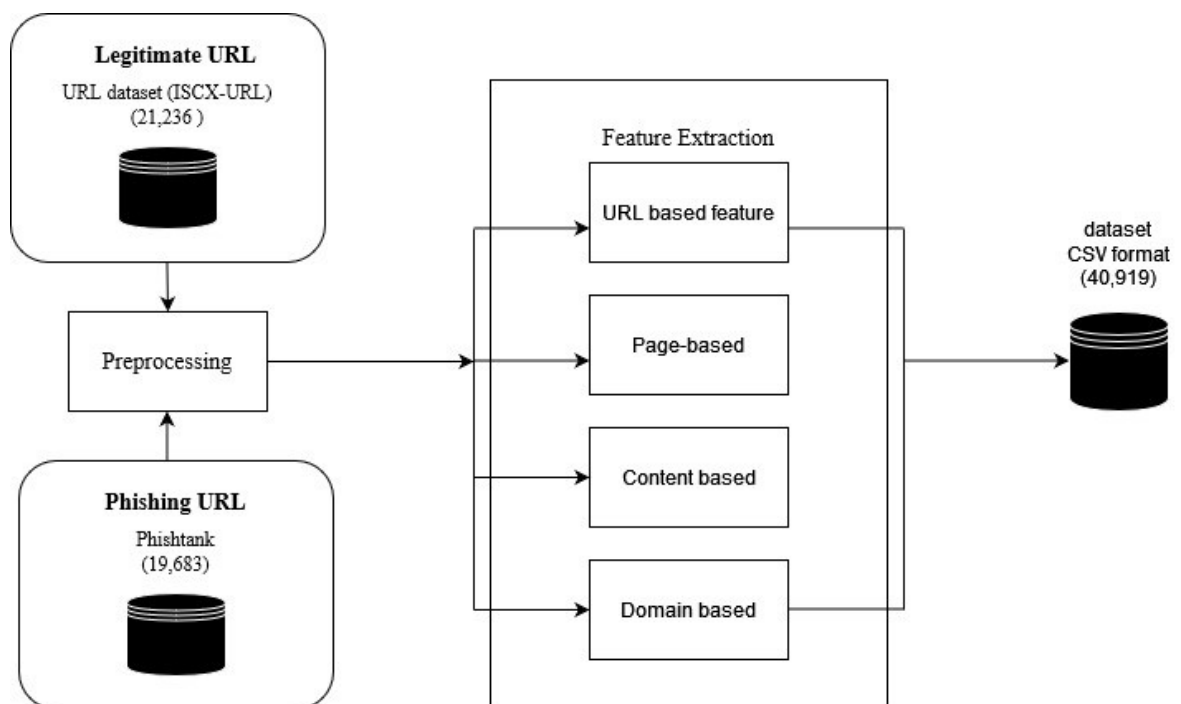 Legitimate URL
URL dataset (ISCX-URL)
(21,236 )
Preprocessing
Phishing URL
Phishtank
(19,683)
Feature Extraction
URL based feature
Page-based
Content based
Domain based
dataset
CSV format
(40,919)